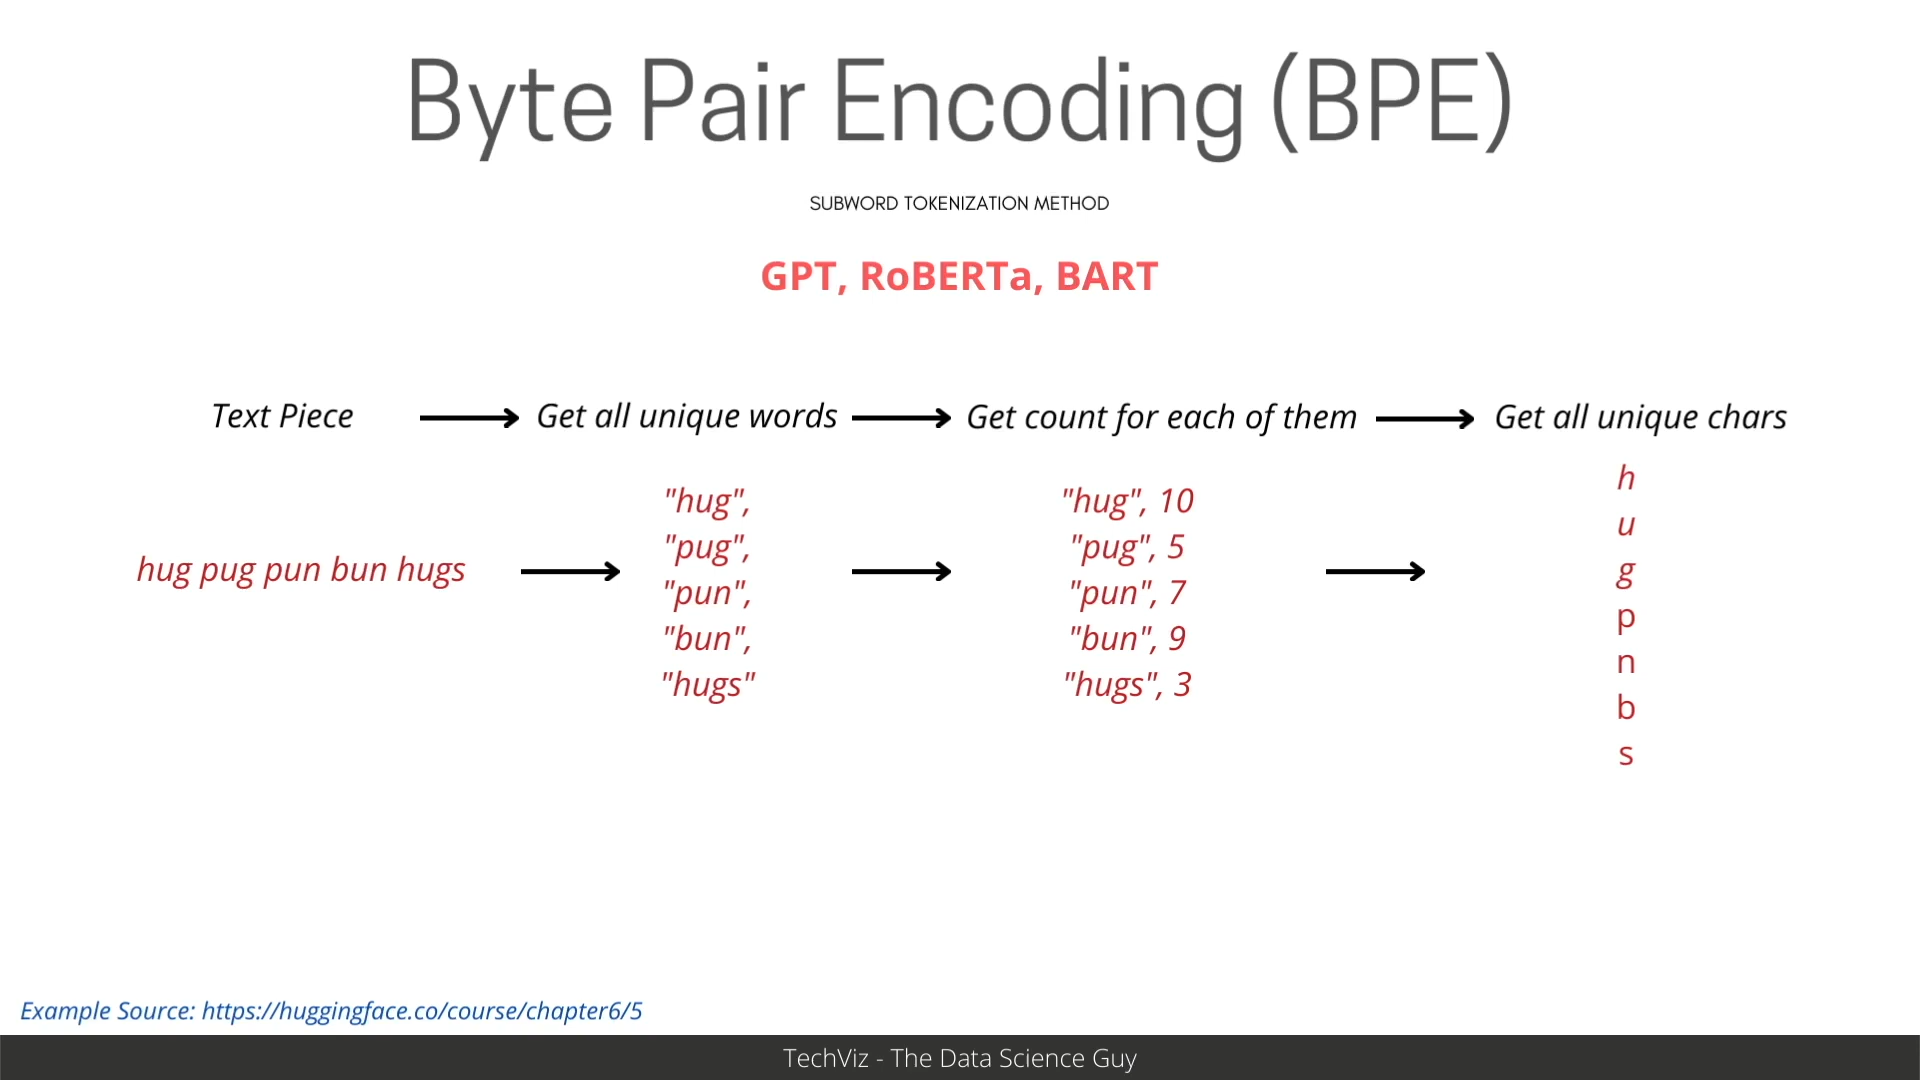 Byte Pair Encoding (BPE)
SUBWORD TOKENIZATION METHOD
GPT, RoBERTa, BART
Text Piece
Get all unique words
Get count for each of them
Get all unique chars
hug pug pun bun hugs
"hug",
"pug",
"pun",
"bun",
"hugs"
"hug", 10
"pug", 5
"pun", 7
"bun", 9
"hugs", 3
h
u
g
p
n
b
s
Example Source: https://huggingface.co/course/chapter6/5
TechViz - The Data Science Guy